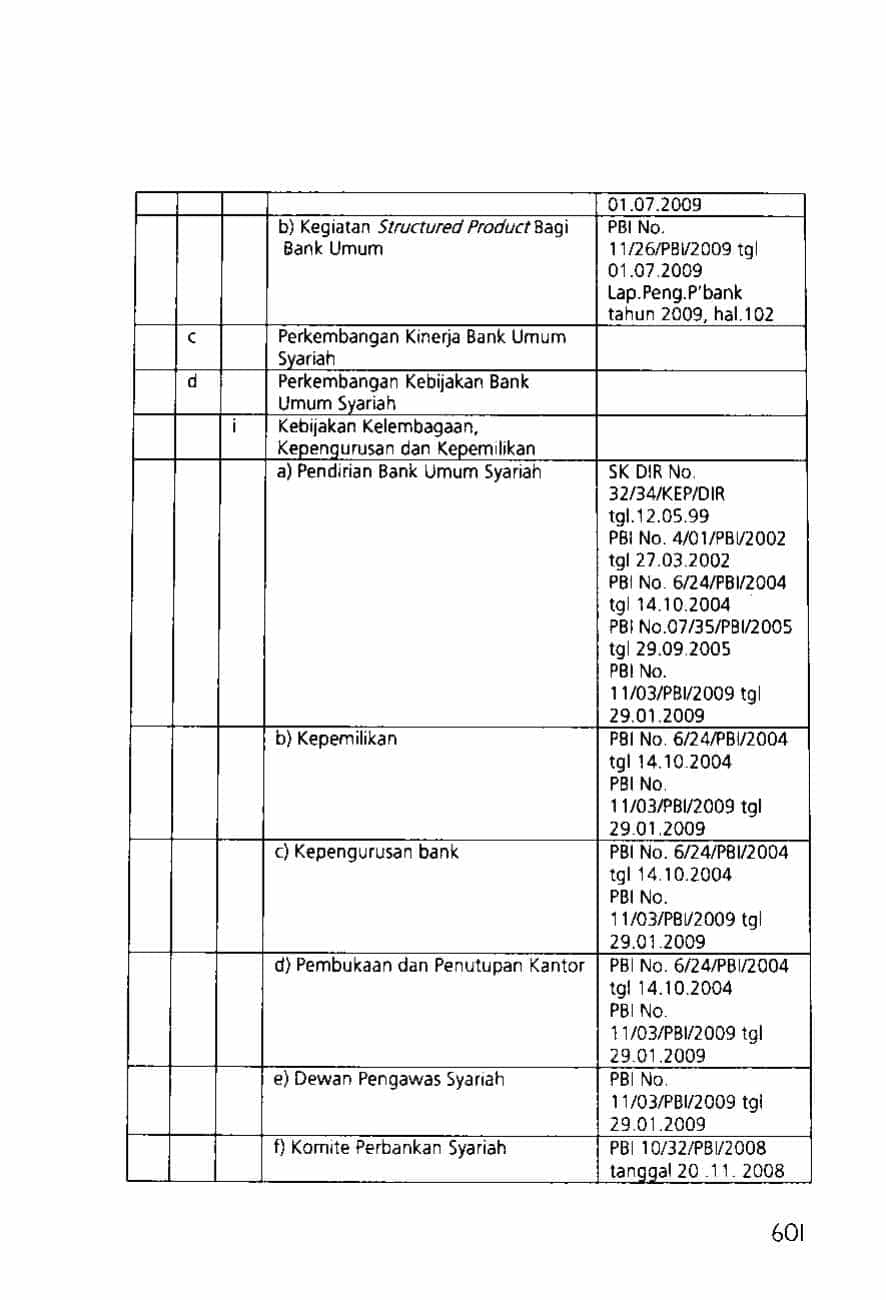 01.07.2009
b) Kegiatan Structured Product Bagi
Bank Umum
PBI No.
11/26/PBI/2009 tgl
01.07.2009
Lap.Peng.P'bank
tahun 2009, hal.102
c
Perkembangan Kinerja Bank Umum
Syariah
d
Perkembangan Kebijakan Bank
Umum Syariah
i
Kebijakan Kelembagaan,
Kepengurusan dan Kepemilikan
a) Pendirian Bank Umum Syariah
SK DIR No.
32/34/KEP/DIR
tgl.12.05.99
PBI No. 4/01/PBI/2002
tgl 27.03.2002
PBI No. 6/24/PBI/2004
tgl 14.10.2004
PBI No.07/35/PBI/2005
tgl 29.09.2005
PBI No.
11/03/PBI/2009 tgl
29.01.2009
b) Kepemilikan
PBI No. 6/24/PBI/2004
tgl 14.10.2004
PBI No.
11/03/PBI/2009 tgl
29.01.2009
c) Kepengurusan bank
PBI No. 6/24/PBI/2004
tgl 14.10.2004
PBI No.
11/03/PBI/2009 tgl
29.01.2009
d) Pembukaan dan Penutupan Kantor
PBI No. 6/24/PBI/2004
tgl 14.10.2004
PBI No.
11/03/PBI/2009 tgl
29.01.2009
e) Dewan Pengawas Syariah
PBI No.
11/03/PBI/2009 tgl
29.01.2009
f) Komite Perbankan Syariah
PBI 10/32/PBI/2008
tanggal 20 .11. 2008
601